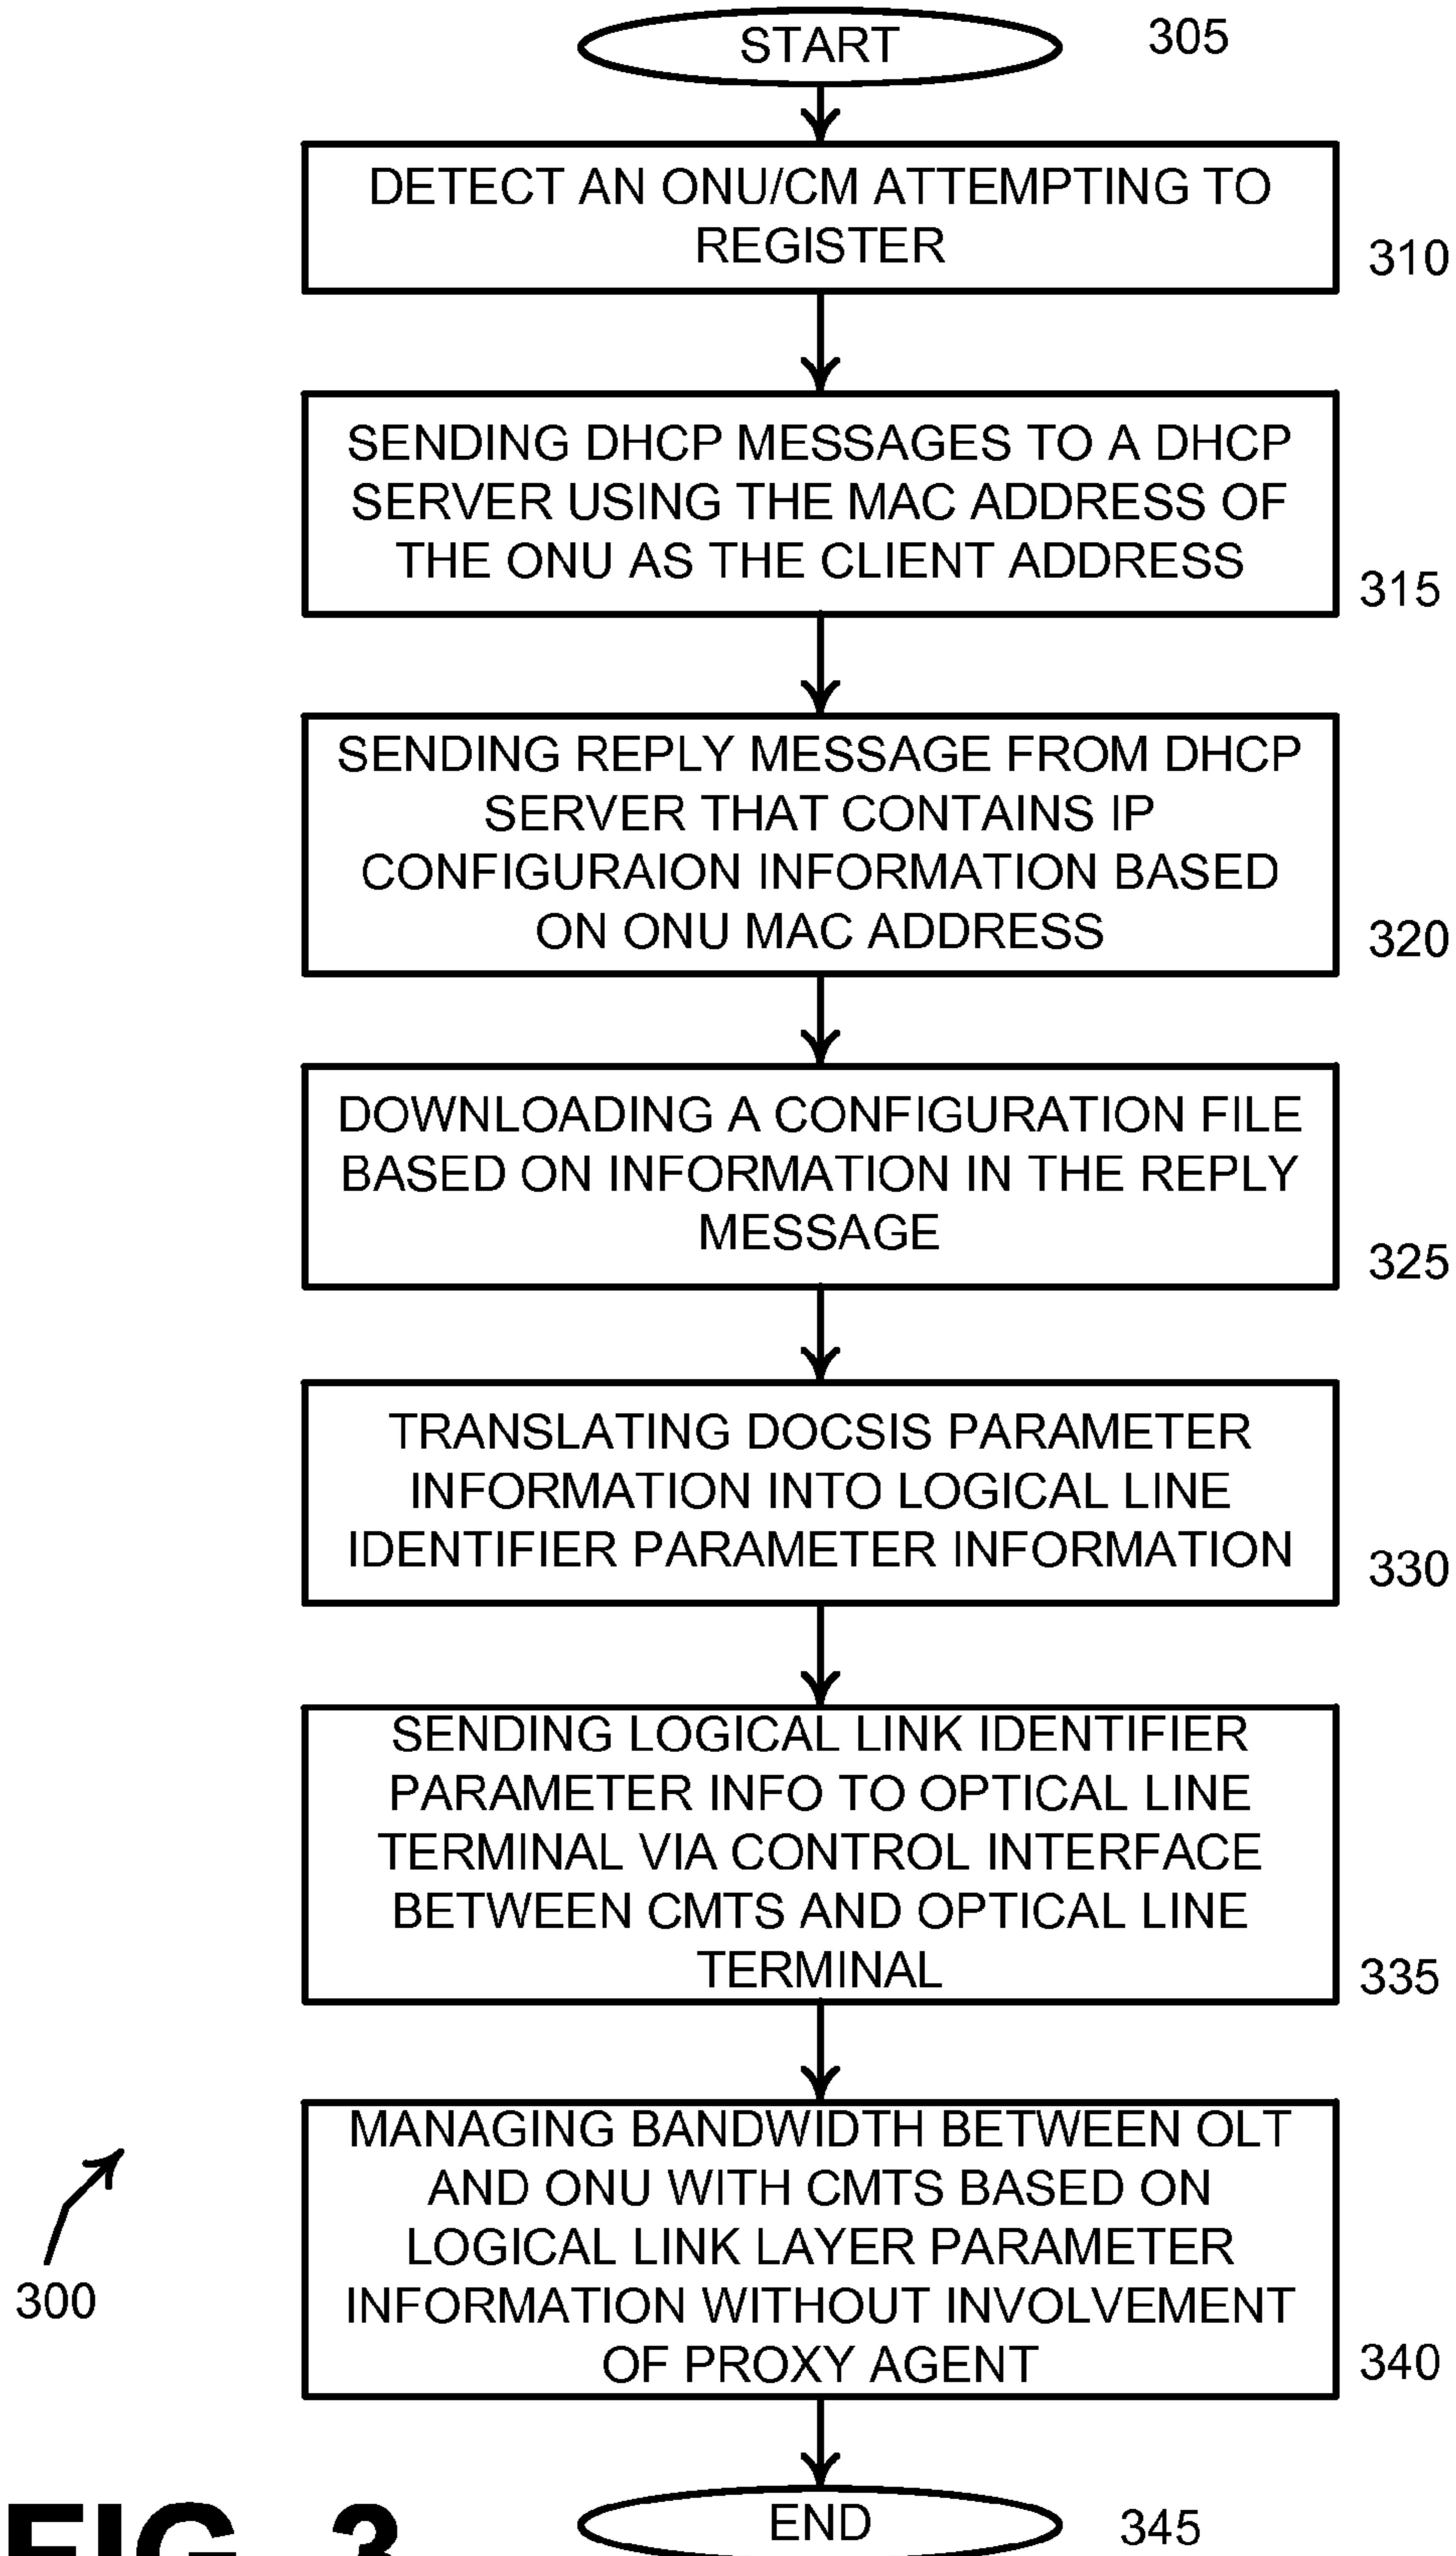 START
305
DETECT AN ONU/CM ATTEMPTING TO
REGISTER
310
SENDING DHCP MESSAGES TO A DHCP
SERVER USING THE MAC ADDRESS OF
THE ONU AS THE CLIENT ADDRESS
315
SENDING REPLY MESSAGE FROM DHCP
SERVER THAT CONTAINS IP
CONFIGURAION INFORMATION BASED
ON ONU MAC ADDRESS
320
DOWNLOADING A CONFIGURATION FILE
BASED ON INFORMATION IN THE REPLY
MESSAGE
325
TRANSLATING DOCSIS PARAMETER
INFORMATION INTO LOGICAL LINE
IDENTIFIER PARAMETER INFORMATION
330
SENDING LOGICAL LINK IDENTIFIER
PARAMETER INFO TO OPTICAL LINE
TERMINAL VIA CONTROL INTERFACE
BETWEEN CMTS AND OPTICAL LINE
TERMINAL
335
MANAGING BANDWIDTH BETWEEN OLT
AND ONU WITH CMTS BASED ON
LOGICAL LINK LAYER PARAMETER
INFORMATION WITHOUT INVOLVEMENT
OF PROXY AGENT
340
300
END
345
FIG. 3